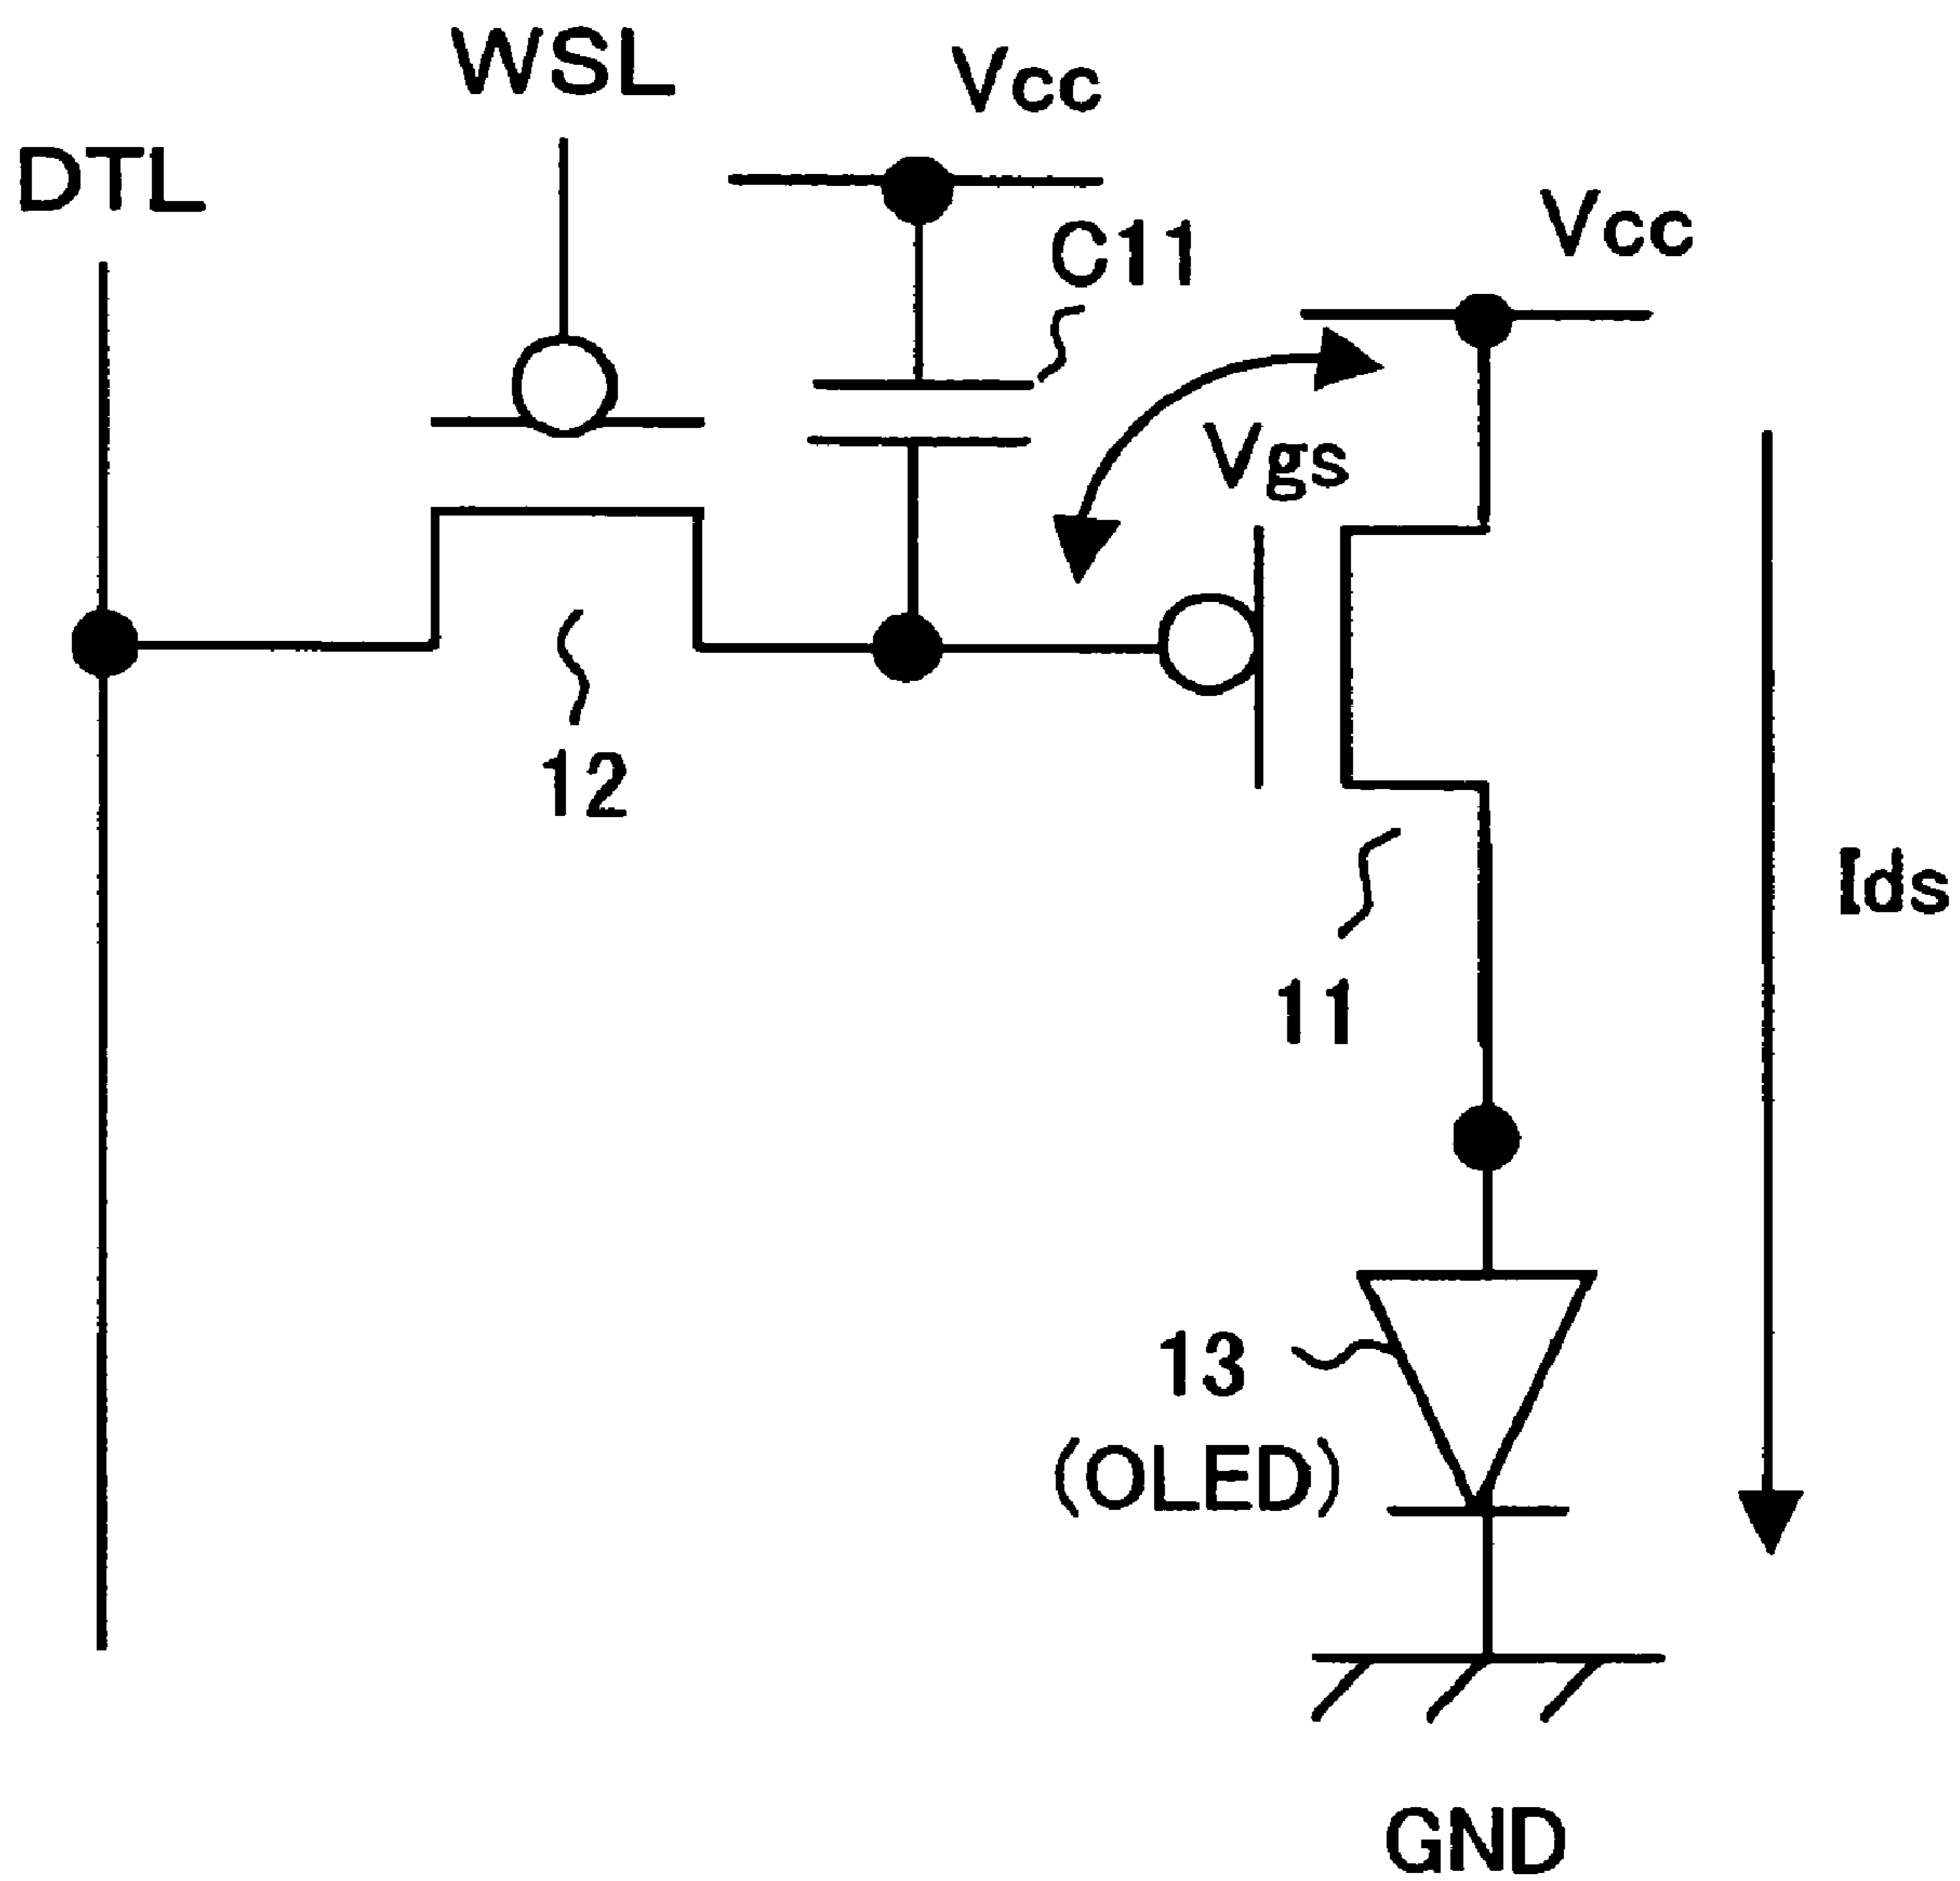 WSL
Vcc
DTL
C11
Vcc
Vgs
12
Ids
11
13
(OLED)
GND